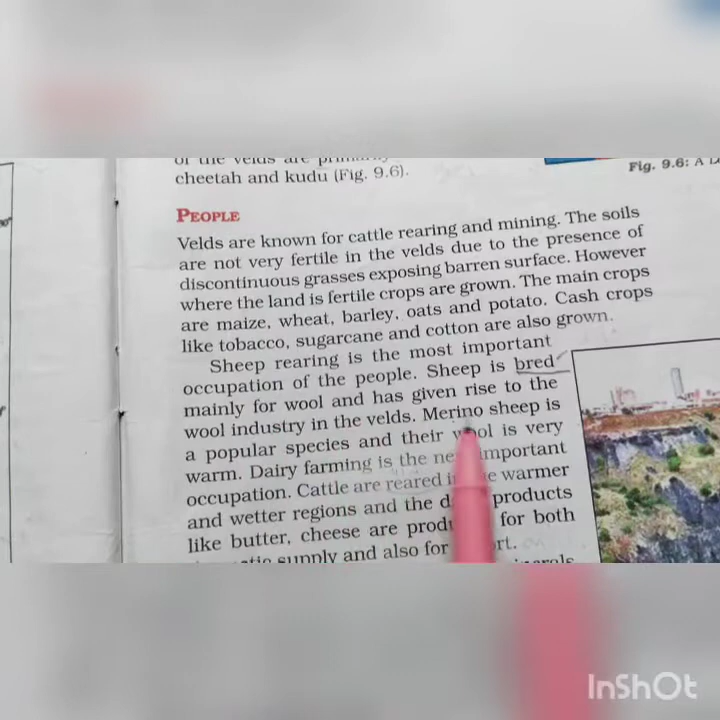 of the velds are
cheetah and kudu (Fig. 9.6).
Fig. 9.6: A
PEOPLE
Velds are known for cattle rearing and mining. The soils
are not very fertile in the velds due to the presence of
discontinuous grasses exposing barren surface. However
where the land is fertile crops are grown. The main crops
are maize, wheat, barley, oats and potato. Cash crops
like tobacco, sugarcane and cotton are also grown.
Sheep rearing is the most important
occupation of the people. Sheep is bred
mainly for wool and has given rise to the
wool industry in the velds. Merino sheep is
a popular species and their wool is very
warm. Dairy farming is the important
occupation. Cattle are reared warmer
and wetter regions and the products
like butter, cheese are for both
supply and also for
InShOt